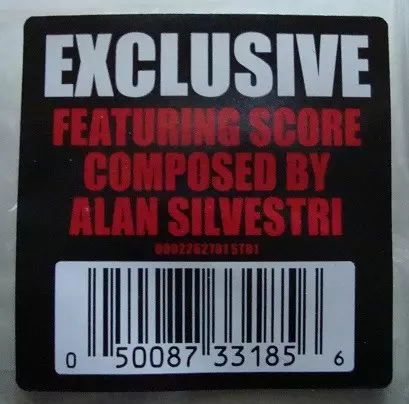 EXCLUSIVE
FEATURING SCORE
COMPOSED BY
ALAN SILVESTRI
0 50087 33185 6